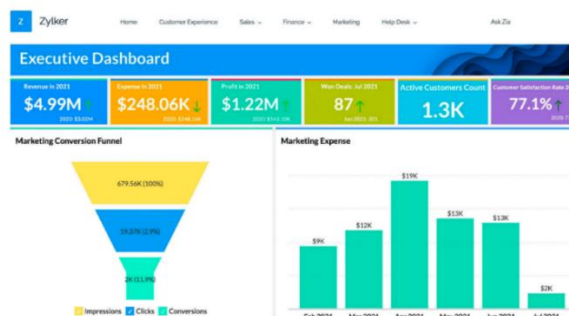 Z Zylker Home Customer Experience Sales Finance Marketing Help Desk Ask Zia
Executive Dashboard
Revenue in 2021 Expense in 2021 Profit in 2021 Won Deals: Jul 2021 Active Customers Count Customer Satisfaction Rate
$4.99M $248.06K $1.22M 87 1.3K 77.1%
Marketing Conversion Funnel Marketing Expense
$19K
679.56K (100%)
$12K $13K $13K
$9K
$2K
Impressions Clicks Conversions